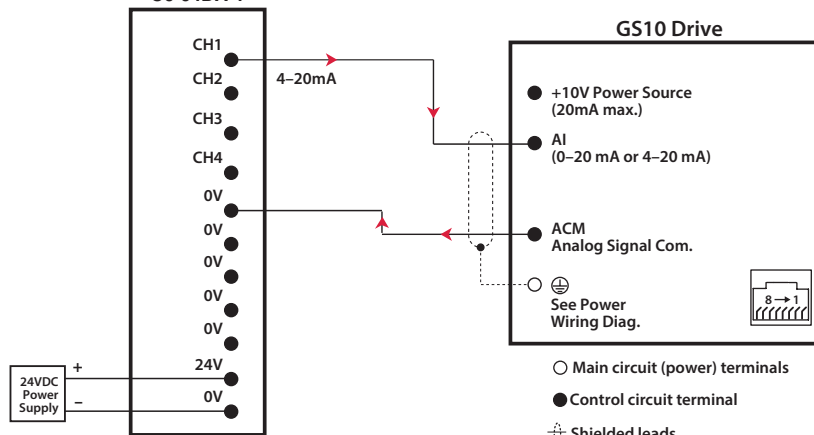 GS10 Drive
CH1
4–20mA
CH2
CH3
CH4
0V
0V
0V
0V
0V
24V
0V
+
–
24VDC
Power
Supply
+10V Power Source
(20mA max.)
AI
(0–20 mA or 4–20 mA)
ACM
Analog Signal Com.
See Power
Wiring Diag.
8→1
Main circuit (power) terminals
Control circuit terminal
Shielded leads